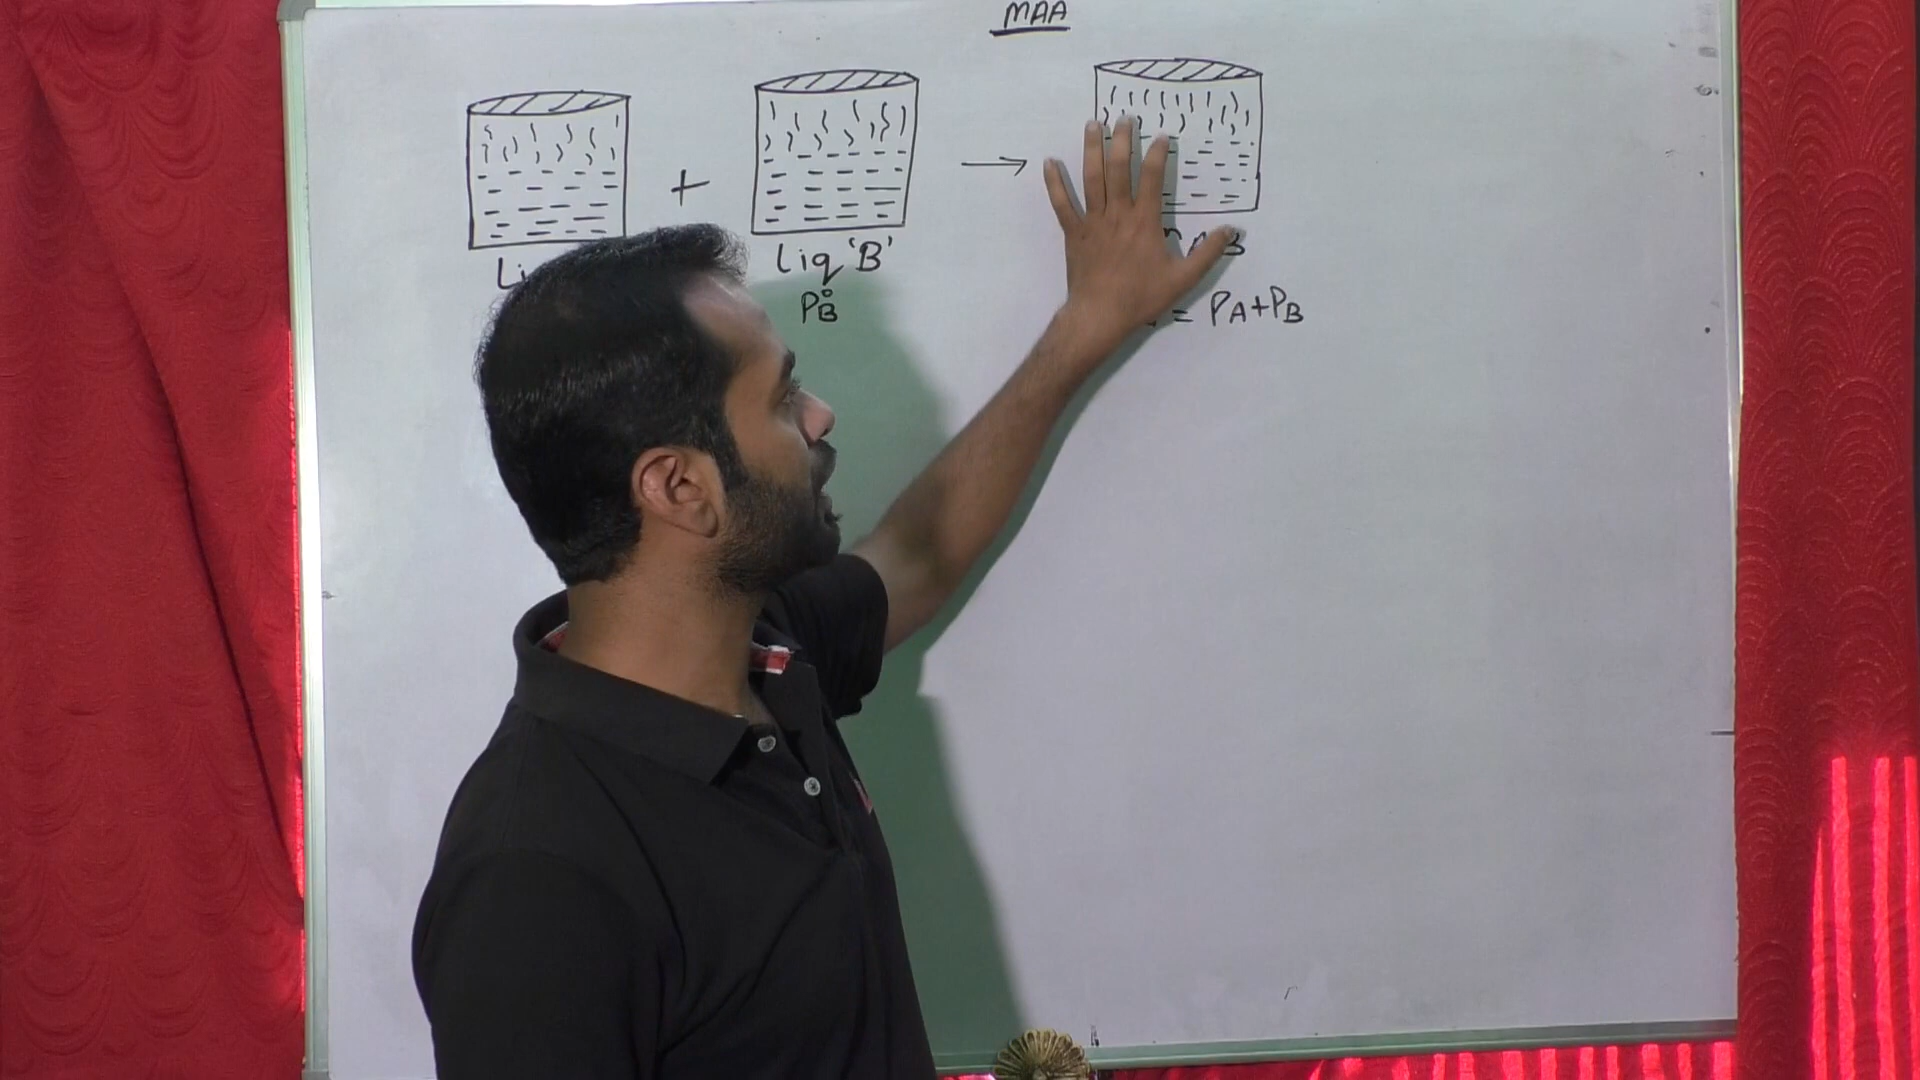 MAA
+
→
Liq 'B'
P°B
B
= PA+PB